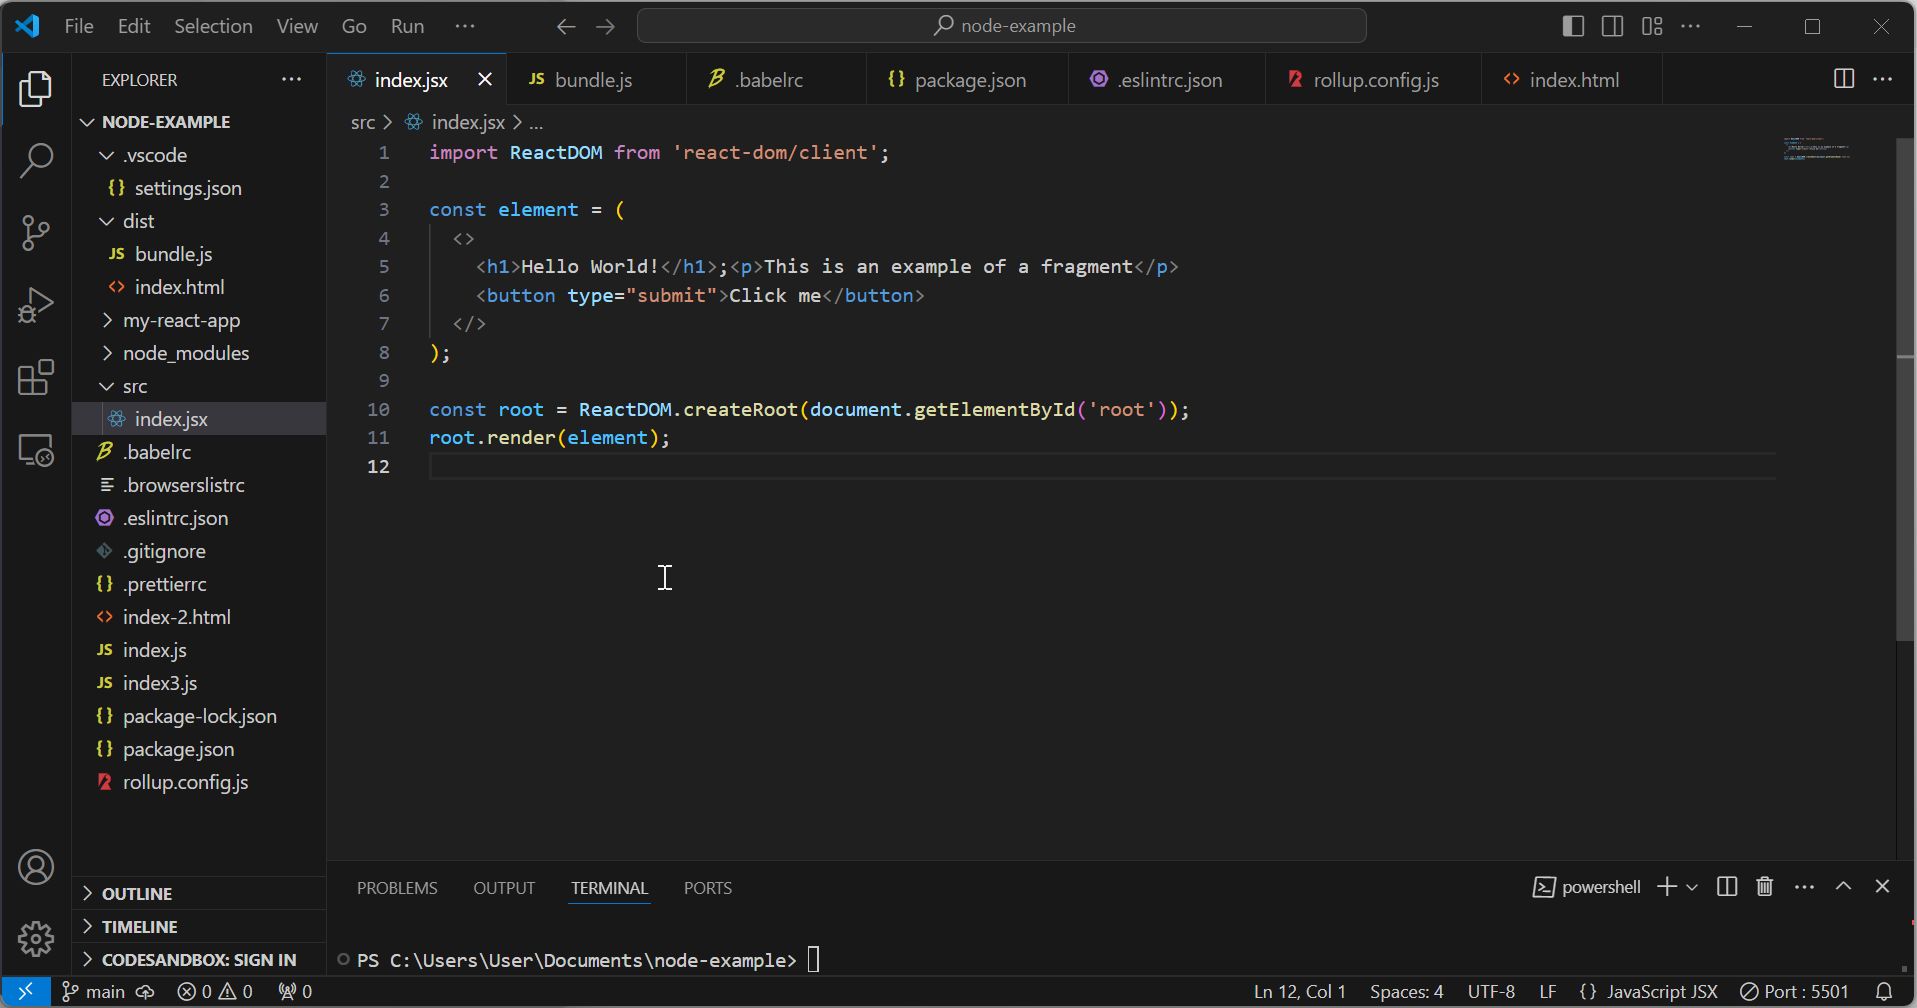 File Edit Selection View Go Run ··· node-example
EXPLORER ···
index.jsx
JS bundle.js
.babelrc
{} package.json
.eslintrc.json
rollup.config.js
<> index.html
NODE-EXAMPLE
.vscode
{} settings.json
dist
JS bundle.js
<> index.html
my-react-app
node_modules
src
index.jsx
.babelrc
.browserslistrc
.eslintrc.json
.gitignore
{} .prettierrc
<> index-2.html
JS index.js
JS index3.js
{} package-lock.json
{} package.json
rollup.config.js
OUTLINE
TIMELINE
CODESANDBOX: SIGN IN
src > index.jsx > ...
1 import ReactDOM from 'react-dom/client';
2
3 const element = (
4 <>
5 <h1>Hello World!</h1>;<p>This is an example of a fragment</p>
6 <button type="submit">Click me</button>
7 </>
8 );
9
10 const root = ReactDOM.createRoot(document.getElementById('root'));
11 root.render(element);
12
PROBLEMS OUTPUT TERMINAL PORTS powershell
PS C:\Users\User\Documents\node-example>
main 0 0 0 Ln 12, Col 1 Spaces: 4 UTF-8 LF {} JavaScript JSX Port : 5501